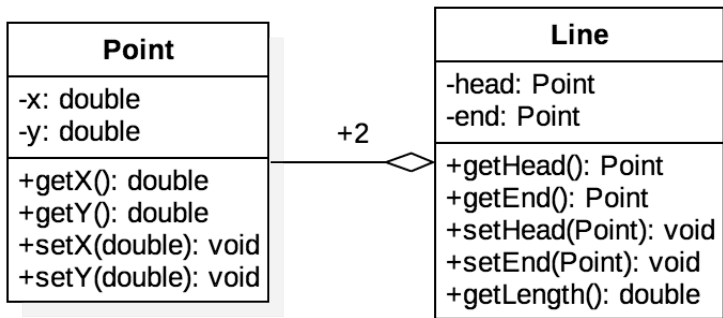 Point
-x: double
-y: double
+getX(): double
+getY(): double
+setX(double): void
+setY(double): void
+2
Line
-head: Point
-end: Point
+getHead(): Point
+getEnd(): Point
+setHead(Point): void
+setEnd(Point): void
+getLength(): double